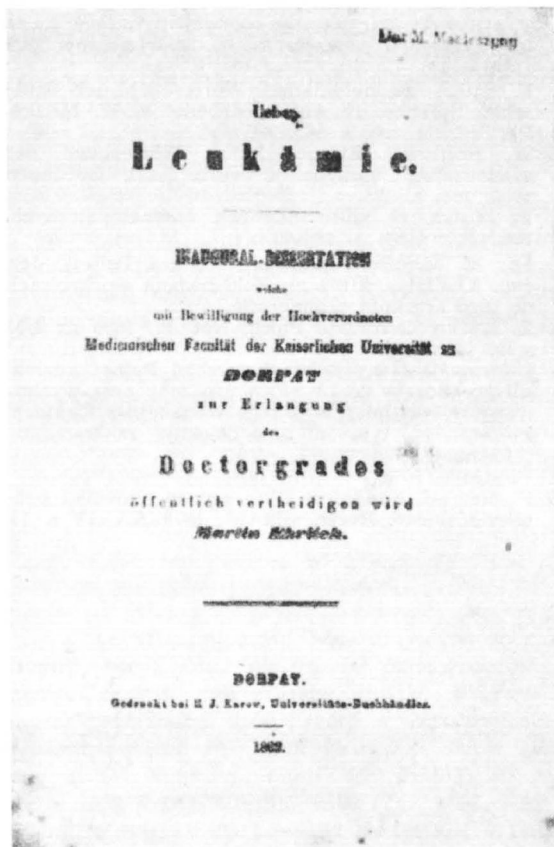 Ueber
Leukämie.
INAUGURAL-DISSERTATION
welche
mit Bewilligung der Hochverordneten
Medicinischen Facultät der Kaiserlichen Universität zu
DORPAT
zur Erlangung
des
Doctorgrades
öffentlich vertheidigen wird
Martin
DORPAT.
Gedruckt bei E. J. Karow, Universitäts-Buchhändler.